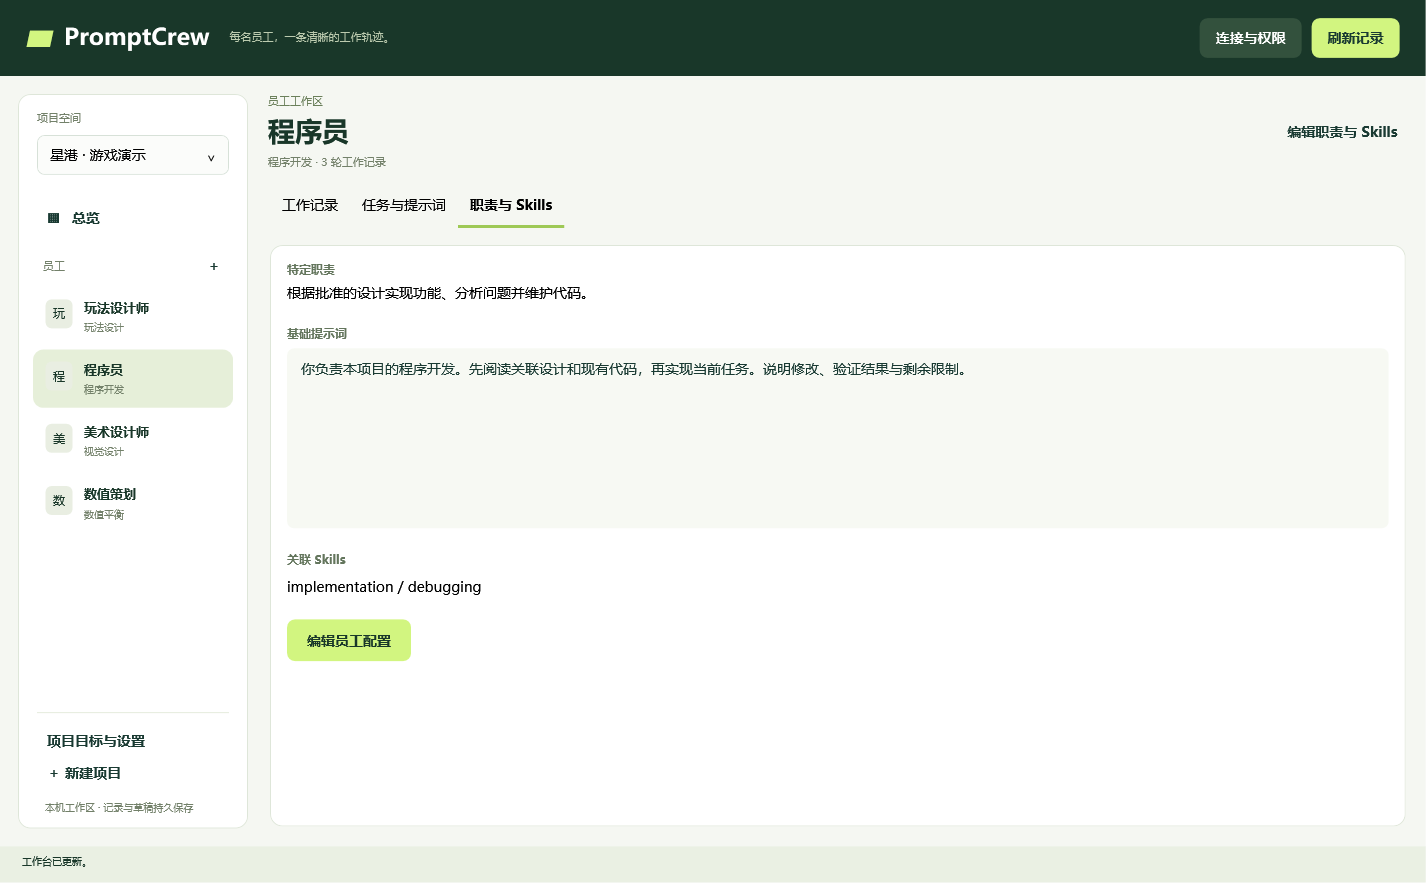 PromptCrew
每名员工，一条清晰的工作轨迹。
连接与权限
刷新记录
项目空间
星港 · 游戏演示
总览
员工
+
玩
玩法设计师
玩法设计
程
程序员
程序开发
美
美术设计师
视觉设计
数
数值策划
数值平衡
项目目标与设置
+ 新建项目
本机工作区 · 记录与草稿持久保存
员工工作区
程序员
程序开发 · 3 轮工作记录
编辑职责与 Skills
工作记录
任务与提示词
职责与 Skills
特定职责
根据批准的设计实现功能、分析问题并维护代码。
基础提示词
你负责本项目的程序开发。先阅读关联设计和现有代码，再实现当前任务。说明修改、验证结果与剩余限制。
关联 Skills
implementation / debugging
编辑员工配置
工作台已更新。